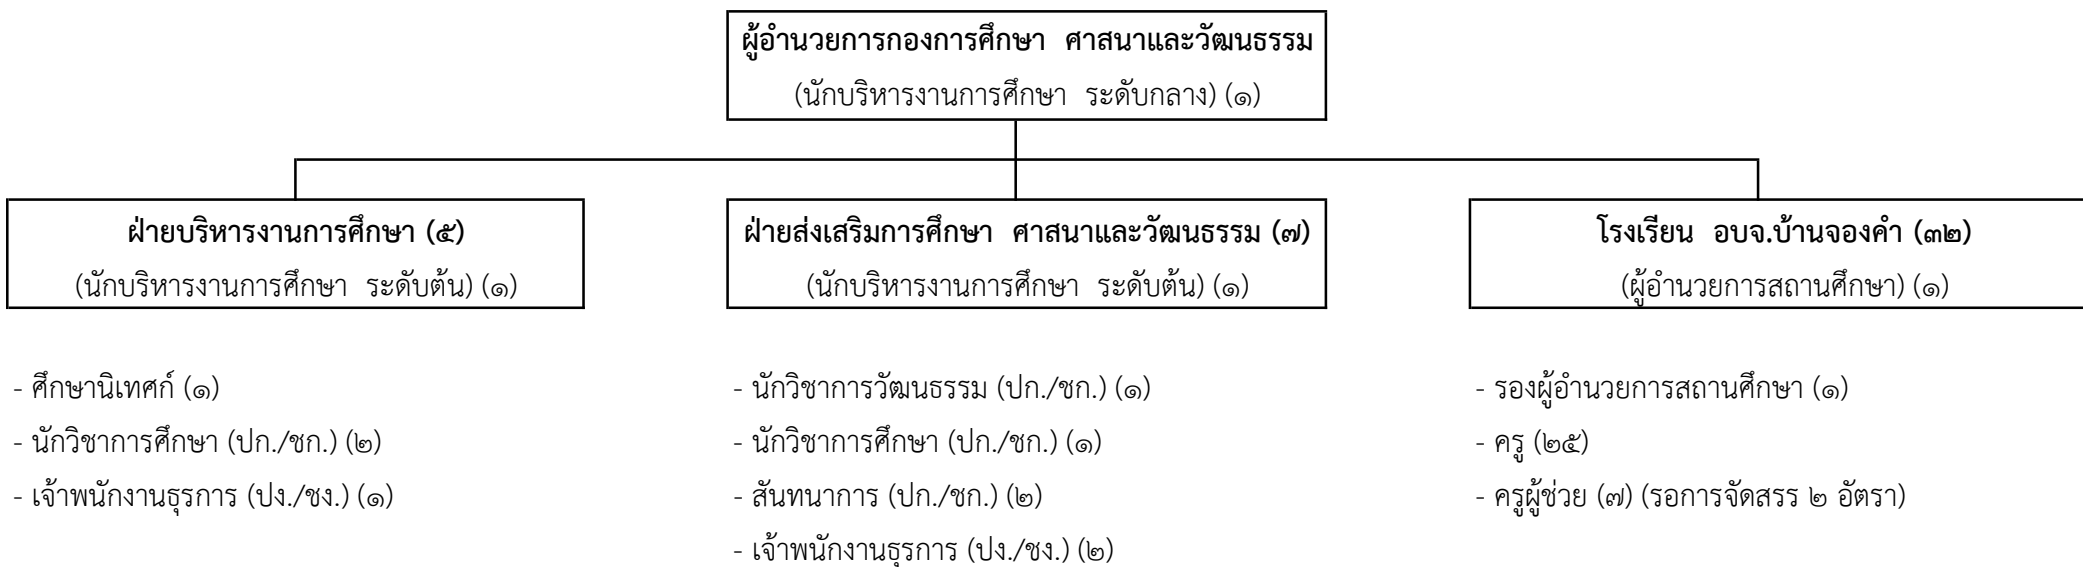 ผู้อำนวยการกองการศึกษา ศาสนาและวัฒนธรรม
(นักบริหารงานการศึกษา ระดับกลาง) (๑)
ฝ่ายบริหารงานการศึกษา (๕)
(นักบริหารงานการศึกษา ระดับต้น) (๑)
- ศึกษานิเทศก์ (๑)
- นักวิชาการศึกษา (ปก./ชก.) (๒)
- เจ้าพนักงานธุรการ (ปง./ชง.) (๑)
ฝ่ายส่งเสริมการศึกษา ศาสนาและวัฒนธรรม (๗)
(นักบริหารงานการศึกษา ระดับต้น) (๑)
- นักวิชาการวัฒนธรรม (ปก./ชก.) (๑)
- นักวิชาการศึกษา (ปก./ชก.) (๑)
- สันทนาการ (ปก./ชก.) (๒)
- เจ้าพนักงานธุรการ (ปง./ชง.) (๒)
โรงเรียน อบจ.บ้านจองคำ (๓๒)
(ผู้อำนวยการสถานศึกษา) (๑)
- รองผู้อำนวยการสถานศึกษา (๑)
- ครู (๒๕)
- ครูผู้ช่วย (๗) (รอการจัดสรร ๒ อัตรา)